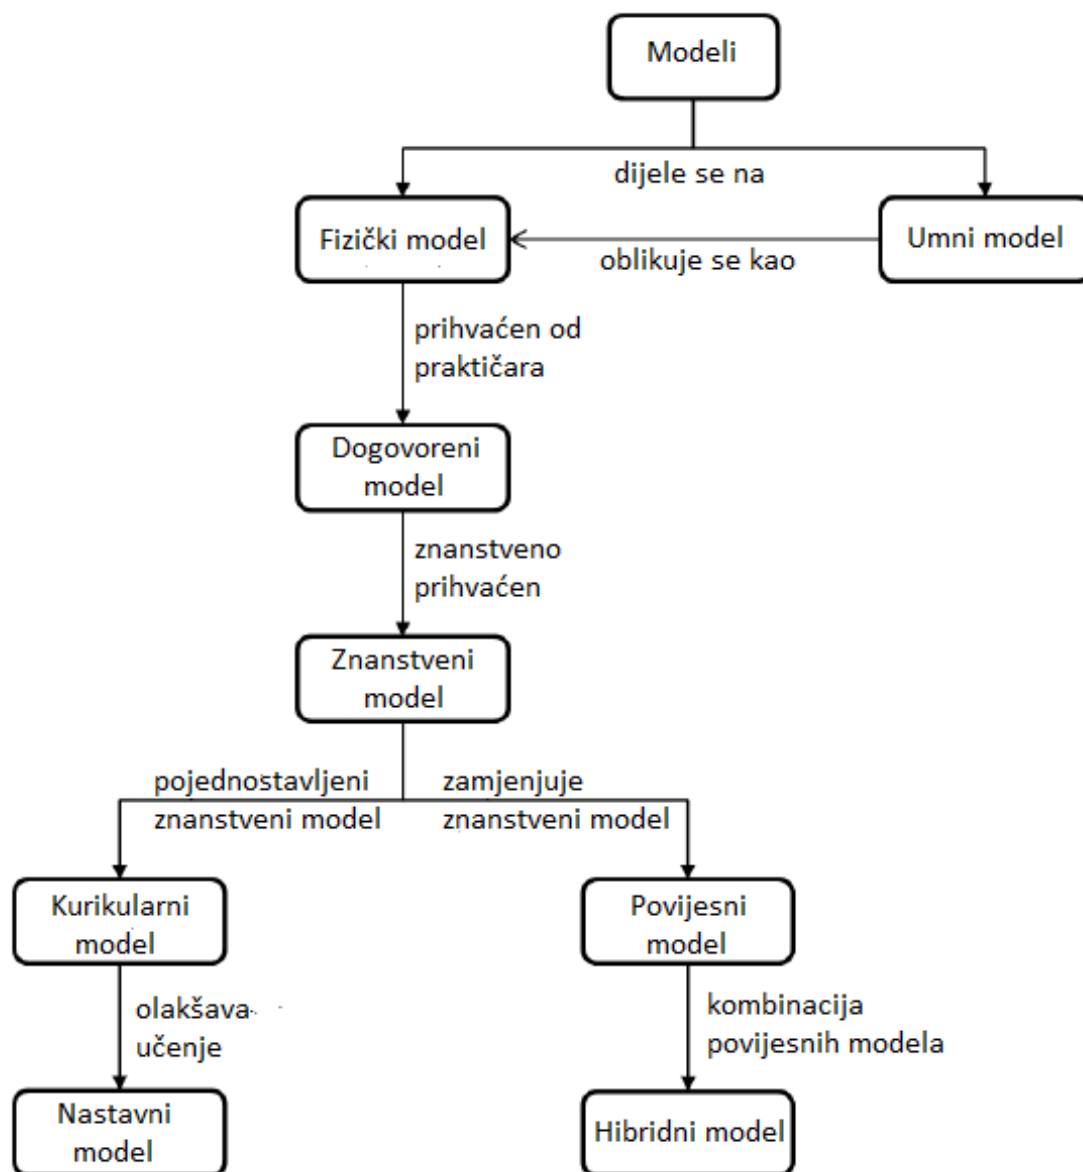 Modeli
dijele se na
Fizički model
Umni model
oblikuje se kao
prihvaćen od
praktičara
Dogovoreni
model
znanstveno
prihvaćen
Znanstveni
model
pojednostavljeni
znanstveni model
zamjenjuje
znanstveni model
Kurikularni
model
Povijesni
model
olakšava
učenje
kombinacija
povijesnih modela
Nastavni
model
Hibridni model